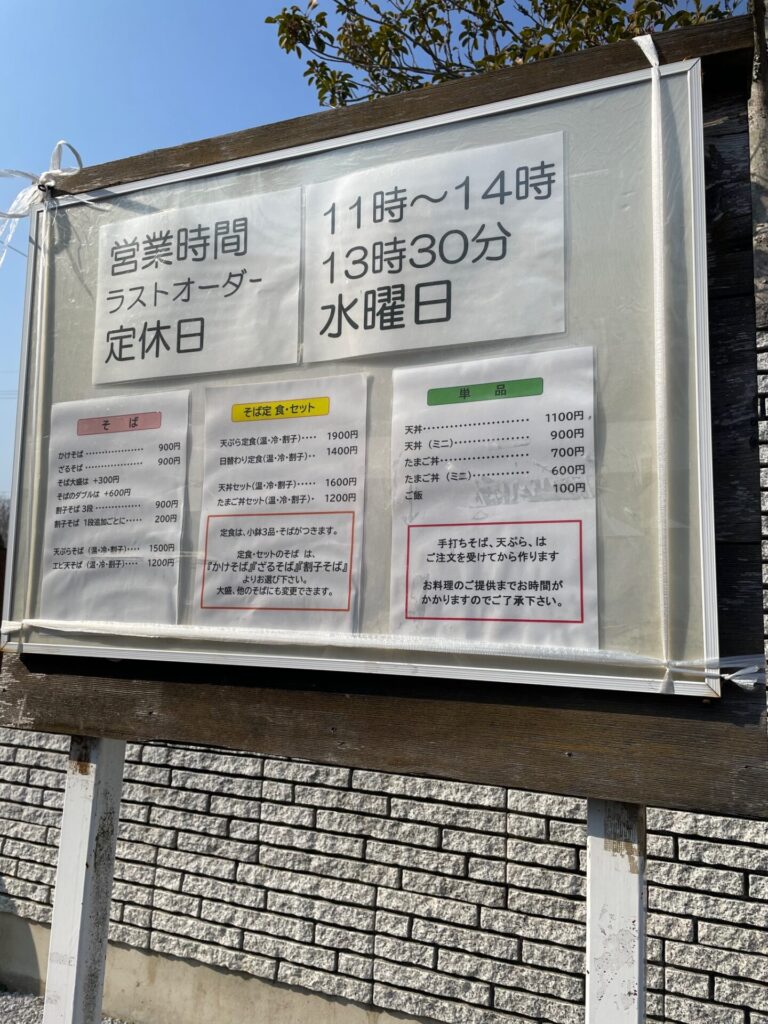 営業時間 11時～14時
ラストオーダー 13時30分
定休日 水曜日
そば
かけそば‥‥‥‥‥‥ 900円
ざるそば‥‥‥‥‥‥ 900円
そば大盛は +300円
そばのダブルは +600円
割子そば 3段‥‥‥‥‥ 900円
割子そば 1段追加ごとに‥‥ 200円
天ぷらそば (温・冷・割子)‥‥ 1500円
エビ天そば (温・冷・割子)‥‥ 1200円
そば定食・セット
天ぷら定食(温・冷・割子)‥‥ 1900円
日替わり定食(温・冷・割子)‥ 1400円
天丼セット(温・冷・割子)‥‥ 1600円
たまご丼セット(温・冷・割子)‥ 1200円
定食は、小鉢3品・そばがつきます。
定食・セットのそば は、
『かけそば』『ざるそば』『割子そば』
よりお選び下さい。
大盛、他のそばにも変更できます。
単品
天丼‥‥‥‥‥‥‥‥ 1100円
天丼 (ミニ)‥‥‥‥‥ 900円
たまご丼‥‥‥‥‥‥ 700円
たまご丼 (ミニ)‥‥‥‥ 600円
ご飯 100円
手打ちそば、天ぷら、は
ご注文を受けてから作ります
お料理のご提供までお時間が
かかりますのでご了承下さい。